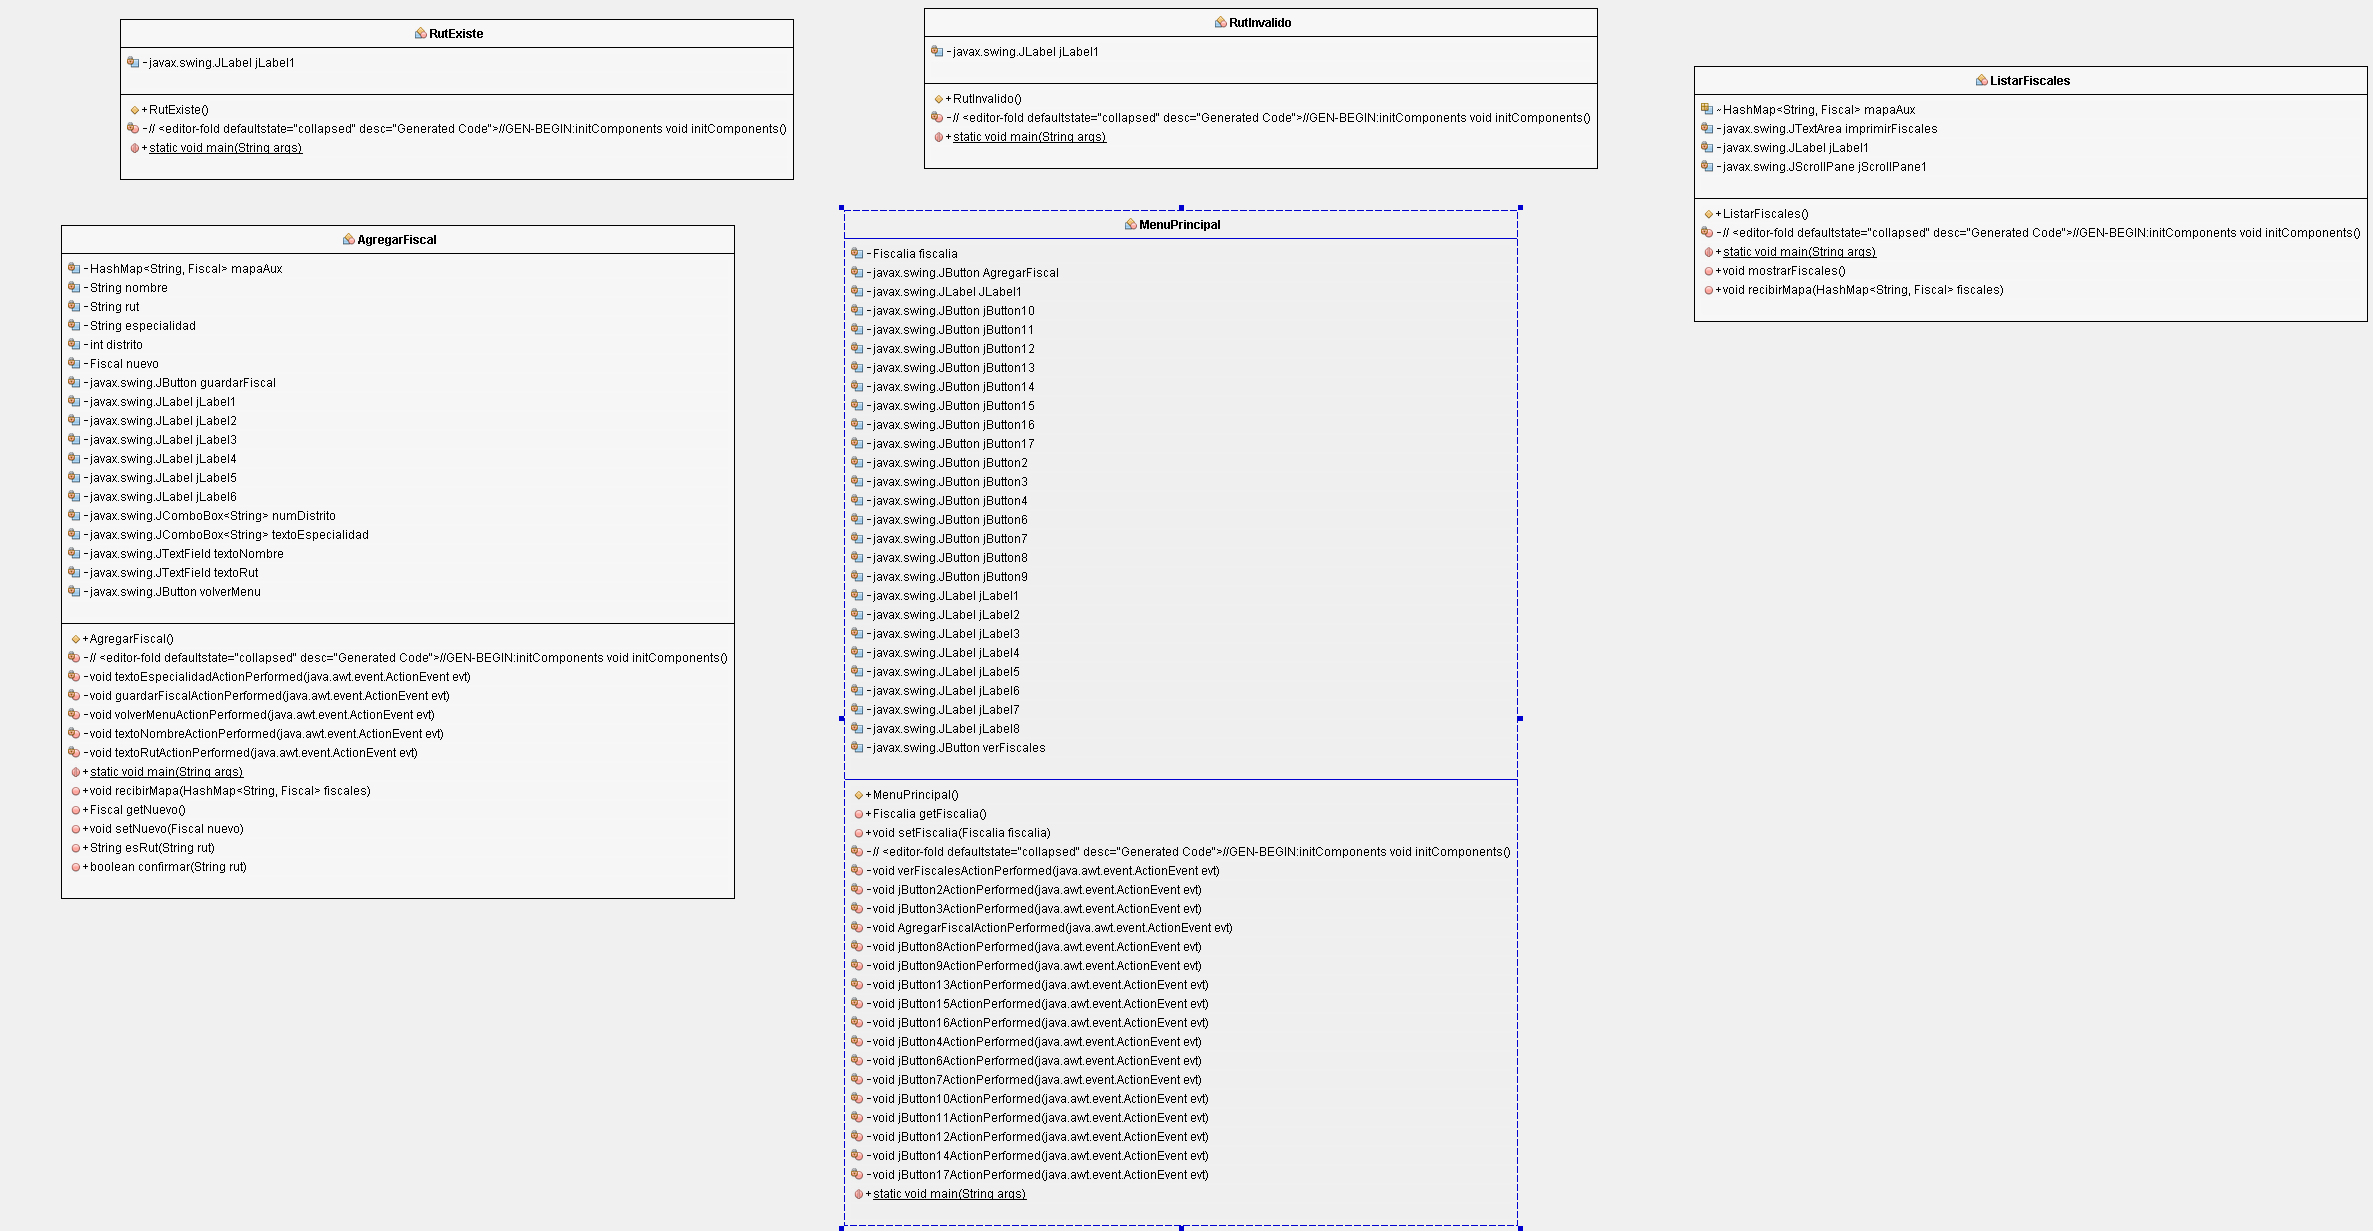 RutExiste
-javax.swing.JLabel jLabel1
+RutExiste()
-// <editor-fold defaultstate="collapsed" desc="Generated Code">//GEN-BEGIN:initComponents void initComponents()
+static void main(String args)
RutInvalido
-javax.swing.JLabel jLabel1
+RutInvalido()
-// <editor-fold defaultstate="collapsed" desc="Generated Code">//GEN-BEGIN:initComponents void initComponents()
+static void main(String args)
ListarFiscales
~HashMap<String, Fiscal> mapaAux
-javax.swing.JTextArea imprimirFiscales
-javax.swing.JLabel jLabel1
-javax.swing.JScrollPane jScrollPane1
+ListarFiscales()
-// <editor-fold defaultstate="collapsed" desc="Generated Code">//GEN-BEGIN:initComponents void initComponents()
+static void main(String args)
+void mostrarFiscales()
+void recibirMapa(HashMap<String, Fiscal> fiscales)
AgregarFiscal
-HashMap<String, Fiscal> mapaAux
-String nombre
-String rut
-String especialidad
-int distrito
-Fiscal nuevo
-javax.swing.JButton guardarFiscal
-javax.swing.JLabel jLabel1
-javax.swing.JLabel jLabel2
-javax.swing.JLabel jLabel3
-javax.swing.JLabel jLabel4
-javax.swing.JLabel jLabel5
-javax.swing.JLabel jLabel6
-javax.swing.JComboBox<String> numDistrito
-javax.swing.JComboBox<String> textoEspecialidad
-javax.swing.JTextField textoNombre
-javax.swing.JTextField textoRut
-javax.swing.JButton volverMenu
+AgregarFiscal()
-// <editor-fold defaultstate="collapsed" desc="Generated Code">//GEN-BEGIN:initComponents void initComponents()
-void textoEspecialidadActionPerformed(java.awt.event.ActionEvent evt)
-void guardarFiscalActionPerformed(java.awt.event.ActionEvent evt)
-void volverMenuActionPerformed(java.awt.event.ActionEvent evt)
-void textoNombreActionPerformed(java.awt.event.ActionEvent evt)
-void textoRutActionPerformed(java.awt.event.ActionEvent evt)
+static void main(String args)
+void recibirMapa(HashMap<String, Fiscal> fiscales)
+Fiscal getNuevo()
+void setNuevo(Fiscal nuevo)
+String esRut(String rut)
+boolean confirmar(String rut)
MenuPrincipal
-Fiscalia fiscalia
-javax.swing.JButton AgregarFiscal
-javax.swing.JLabel JLabel1
-javax.swing.JButton jButton10
-javax.swing.JButton jButton11
-javax.swing.JButton jButton12
-javax.swing.JButton jButton13
-javax.swing.JButton jButton14
-javax.swing.JButton jButton15
-javax.swing.JButton jButton16
-javax.swing.JButton jButton17
-javax.swing.JButton jButton2
-javax.swing.JButton jButton3
-javax.swing.JButton jButton4
-javax.swing.JButton jButton6
-javax.swing.JButton jButton7
-javax.swing.JButton jButton8
-javax.swing.JButton jButton9
-javax.swing.JLabel jLabel1
-javax.swing.JLabel jLabel2
-javax.swing.JLabel jLabel3
-javax.swing.JLabel jLabel4
-javax.swing.JLabel jLabel5
-javax.swing.JLabel jLabel6
-javax.swing.JLabel jLabel7
-javax.swing.JLabel jLabel8
-javax.swing.JButton verFiscales
+MenuPrincipal()
+Fiscalia getFiscalia()
+void setFiscalia(Fiscalia fiscalia)
-// <editor-fold defaultstate="collapsed" desc="Generated Code">//GEN-BEGIN:initComponents void initComponents()
-void verFiscalesActionPerformed(java.awt.event.ActionEvent evt)
-void jButton2ActionPerformed(java.awt.event.ActionEvent evt)
-void jButton3ActionPerformed(java.awt.event.ActionEvent evt)
-void AgregarFiscalActionPerformed(java.awt.event.ActionEvent evt)
-void jButton8ActionPerformed(java.awt.event.ActionEvent evt)
-void jButton9ActionPerformed(java.awt.event.ActionEvent evt)
-void jButton13ActionPerformed(java.awt.event.ActionEvent evt)
-void jButton15ActionPerformed(java.awt.event.ActionEvent evt)
-void jButton16ActionPerformed(java.awt.event.ActionEvent evt)
-void jButton4ActionPerformed(java.awt.event.ActionEvent evt)
-void jButton6ActionPerformed(java.awt.event.ActionEvent evt)
-void jButton7ActionPerformed(java.awt.event.ActionEvent evt)
-void jButton10ActionPerformed(java.awt.event.ActionEvent evt)
-void jButton11ActionPerformed(java.awt.event.ActionEvent evt)
-void jButton12ActionPerformed(java.awt.event.ActionEvent evt)
-void jButton14ActionPerformed(java.awt.event.ActionEvent evt)
-void jButton17ActionPerformed(java.awt.event.ActionEvent evt)
+static void main(String args)